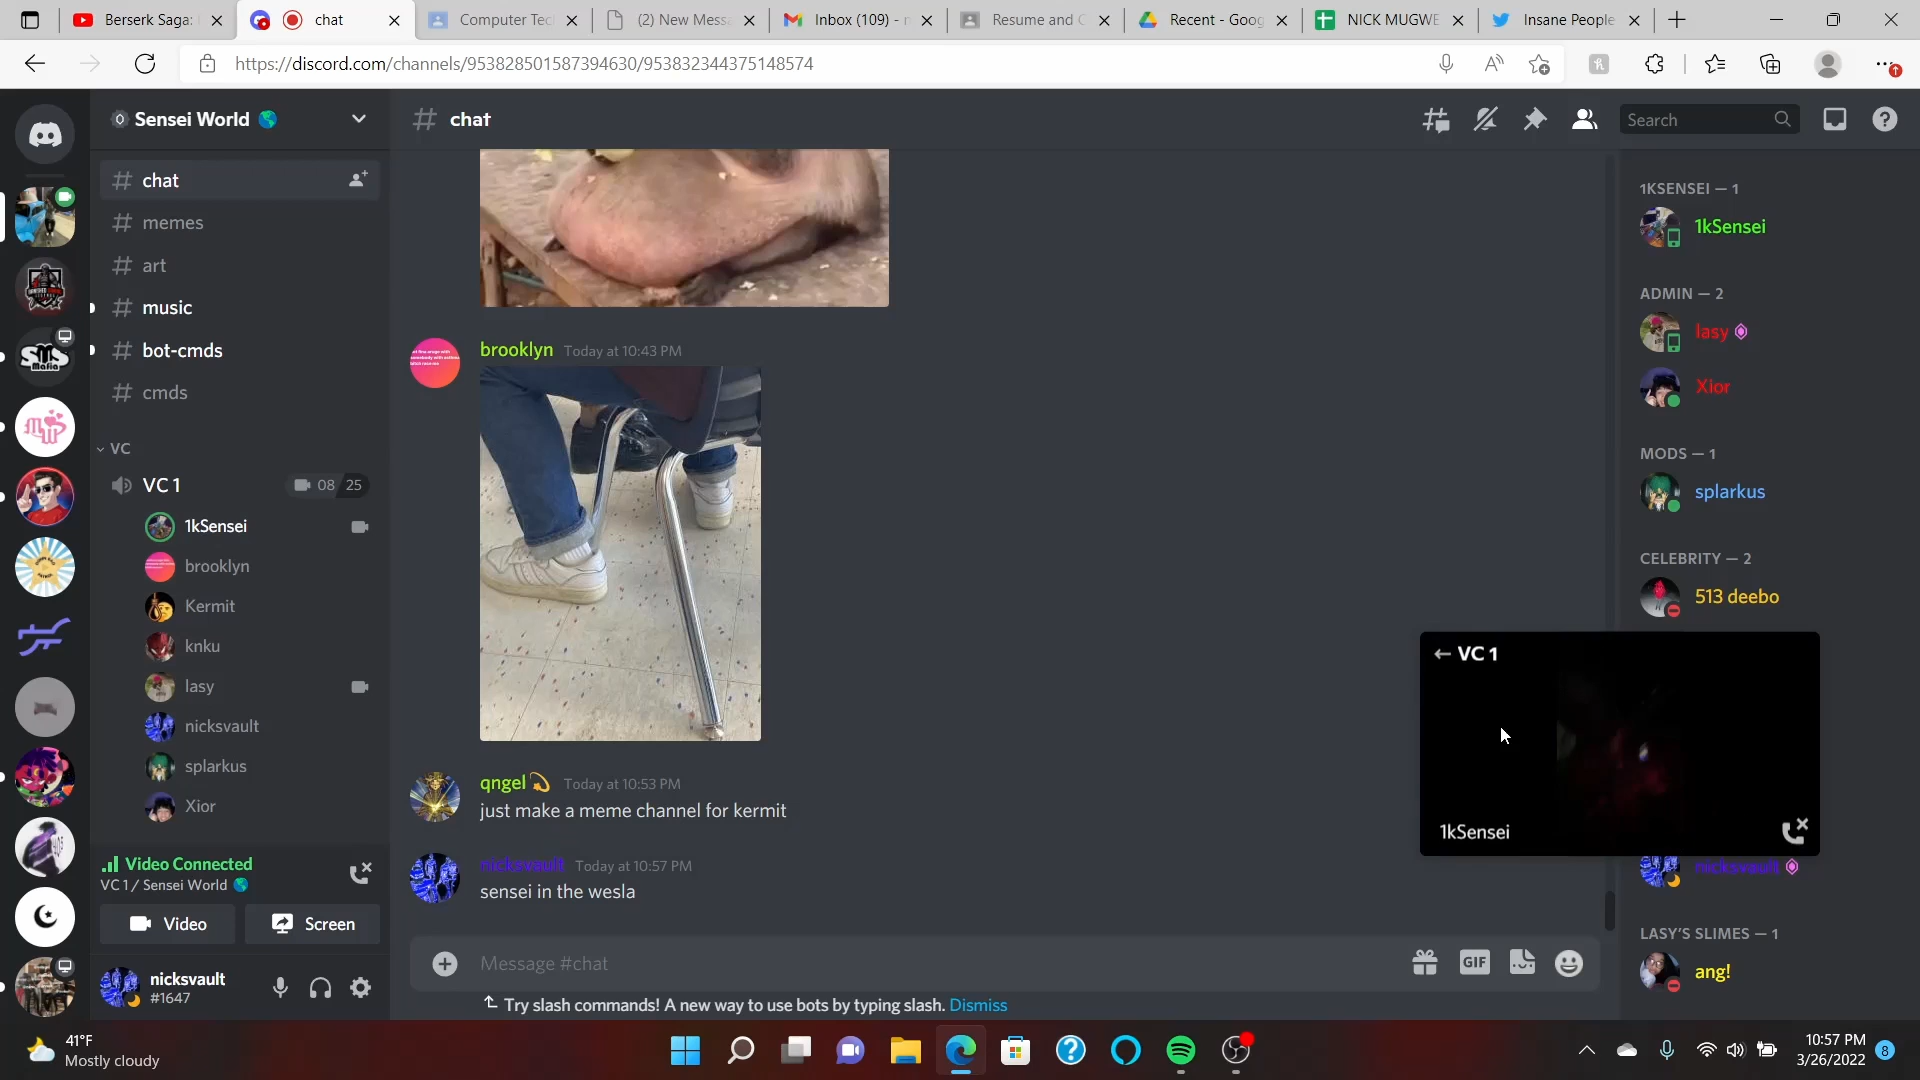 Berserk Saga:
chat
Computer Tec
(2) New Messa
Inbox (109) -
Resume and C
Recent - Goog
NICK MUGWE
Insane People
https://discord.com/channels/953828501587394630/953832344375148574
Sensei World
chat
Search
chat
memes
art
music
bot-cmds
cmds
VC
VC 1
08 25
1kSensei
brooklyn
Kermit
knku
lasy
nicksvault
splarkus
Xior
Video Connected
VC 1 / Sensei World
Video
Screen
nicksvault
#1647
brooklyn Today at 10:43 PM
qngel Today at 10:53 PM
just make a meme channel for kermit
nicksvault Today at 10:57 PM
sensei in the wesla
Message #chat
GIF
Try slash commands! A new way to use bots by typing slash. Dismiss
1KSENSEI — 1
1kSensei
ADMIN — 2
lasy
Xior
MODS — 1
splarkus
CELEBRITY — 2
513 deebo
VC 1
1kSensei
nicksvault
LASY'S SLIMES — 1
ang!
41°F
Mostly cloudy
10:57 PM
3/26/2022
8